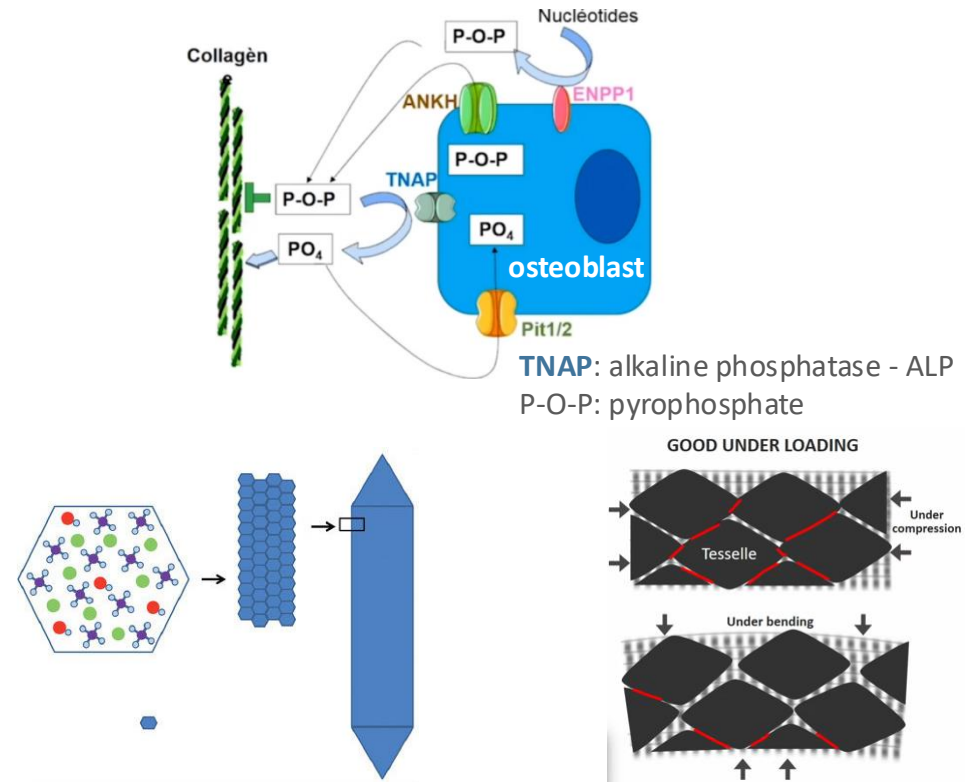 Nucléotides
P-O-P
Collagèn
ANKH
ENPP1
P-O-P
TNAP
P-O-P
PO4
PO4
osteoblast
Pit1/2
TNAP: alkaline phosphatase - ALP
P-O-P: pyrophosphate
GOOD UNDER LOADING
Under
compression
Tesselle
Under bending